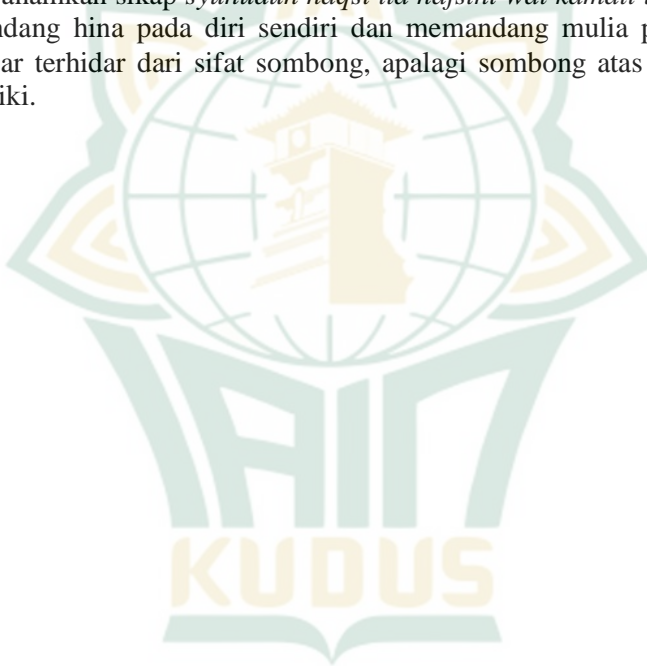 sikap syuhudun naqsi ila nafsihi wal kamali
ndang hina pada diri sendiri dan memandang mulia p
ar terhidar dari sifat sombong, apalagi sombong atas
iki.
IAIN
KUDUS